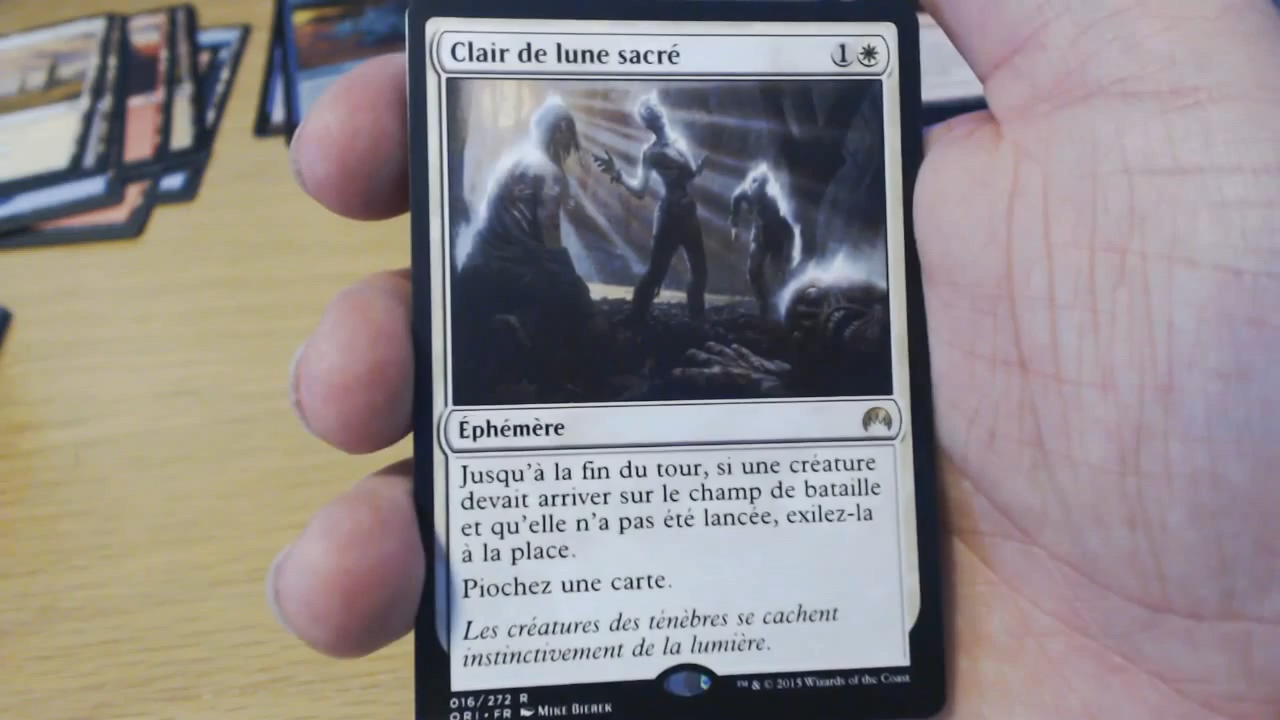 Clair de lune sacré 1
Éphémère
Jusqu'à la fin du tour, si une créature
devait arriver sur le champ de bataille
et qu'elle n'a pas été lancée, exilez-la
à la place.
Piochez une carte.
Les créatures des ténèbres se cachent
instinctivement de la lumière.
™ & © 2015 Wizards of the Coast
016/272 R
ORI • FR Mike Bierek